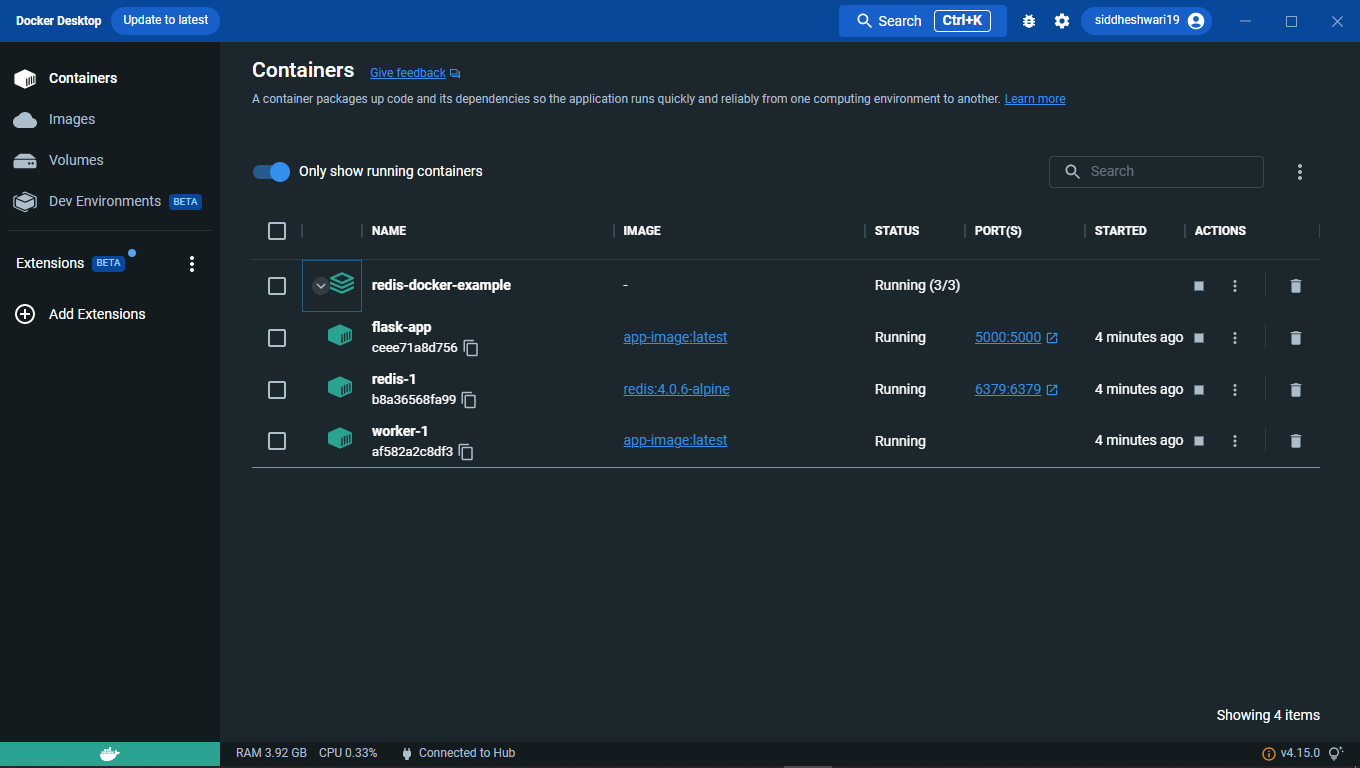 Docker Desktop Update to latest Search Ctrl+K siddheshwari19
Containers
Images
Volumes
Dev Environments BETA
Extensions BETA
Add Extensions
Containers Give feedback
A container packages up code and its dependencies so the application runs quickly and reliably from one computing environment to another. Learn more
Only show running containers Search
NAME IMAGE STATUS PORT(S) STARTED ACTIONS
redis-docker-example - Running (3/3)
flask-app
ceee71a8d756 app-image:latest Running 5000:5000 4 minutes ago
redis-1
b8a36568fa99 redis:4.0.6-alpine Running 6379:6379 4 minutes ago
worker-1
af582a2c8df3 app-image:latest Running 4 minutes ago
Showing 4 items
RAM 3.92 GB CPU 0.33% Connected to Hub v4.15.0